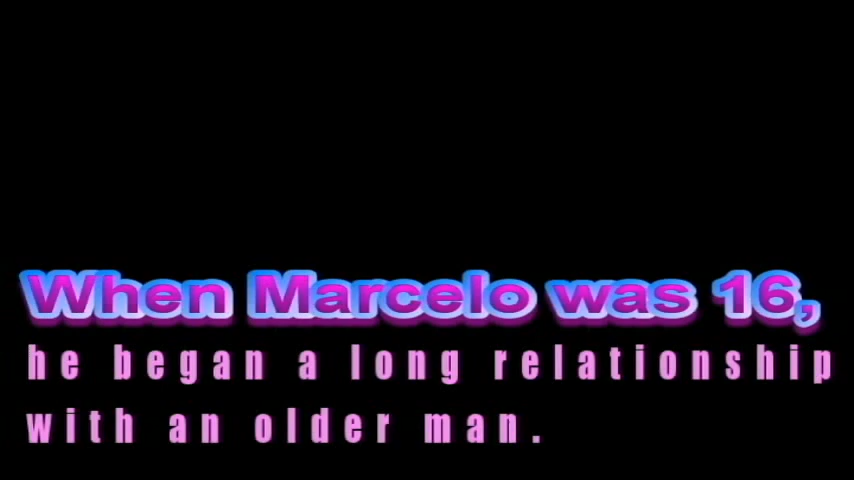 When Marcelo was 16,
he began a long relationship
with an older man.